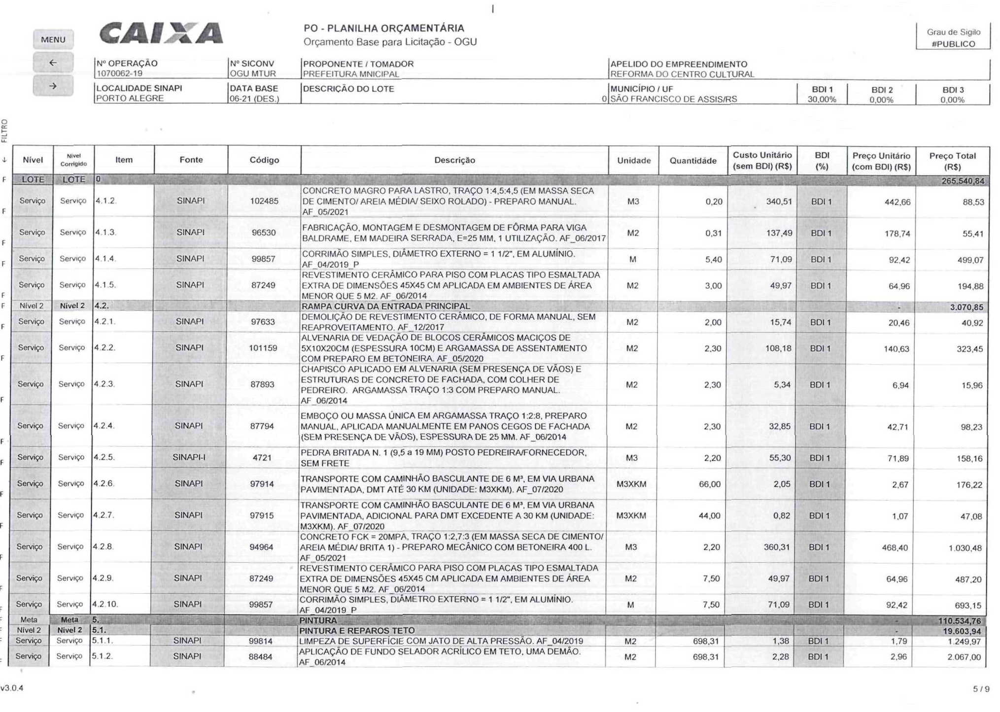 MENU
CAIXA
PO - PLANILHA ORÇAMENTÁRIA
Orçamento Base para Licitação - OGU
Grau de Sigilo
#PUBLICO
Nº OPERAÇÃO
1070062-19
Nº SICONV
OGU MTUR
PROPONENTE / TOMADOR
PREFEITURA MNICIPAL
APELIDO DO EMPREENDIMENTO
REFORMA DO CENTRO CULTURAL
LOCALIDADE SINAPI
PORTO ALEGRE
DATA BASE
06-21 (DES.)
DESCRIÇÃO DO LOTE
0
MUNICÍPIO / UF
SÃO FRANCISCO DE ASSIS/RS
BDI 1
30,00%
BDI 2
0,00%
BDI 3
0,00%
FILTRO
Nível | Nível Corrigido | Item | Fonte | Código | Descrição | Unidade | Quantidade | Custo Unitário (sem BDI) (R$) | BDI (%) | Preço Unitário (com BDI) (R$) | Preço Total (R$)
F LOTE LOTE 0 265.540,84
F Serviço Serviço 4.1.2. SINAPI 102485 CONCRETO MAGRO PARA LASTRO, TRAÇO 1:4,5:4,5 (EM MASSA SECA
DE CIMENTO/ AREIA MÉDIA/ SEIXO ROLADO) - PREPARO MANUAL.
AF_05/2021 M3 0,20 340,51 BDI 1 442,66 88,53
F Serviço Serviço 4.1.3. SINAPI 96530 FABRICAÇÃO, MONTAGEM E DESMONTAGEM DE FÔRMA PARA VIGA
BALDRAME, EM MADEIRA SERRADA, E=25 MM, 1 UTILIZAÇÃO. AF_06/2017 M2 0,31 137,49 BDI 1 178,74 55,41
F Serviço Serviço 4.1.4. SINAPI 99857 CORRIMÃO SIMPLES, DIÂMETRO EXTERNO = 1 1/2", EM ALUMÍNIO.
AF_04/2019_P M 5,40 71,09 BDI 1 92,42 499,07
F Serviço Serviço 4.1.5. SINAPI 87249 REVESTIMENTO CERÂMICO PARA PISO COM PLACAS TIPO ESMALTADA
EXTRA DE DIMENSÕES 45X45 CM APLICADA EM AMBIENTES DE ÁREA
MENOR QUE 5 M2. AF_06/2014 M2 3,00 49,97 BDI 1 64,96 194,88
F Nível 2 Nível 2 4.2. RAMPA CURVA DA ENTRADA PRINCIPAL - 3.070,85
F Serviço Serviço 4.2.1. SINAPI 97633 DEMOLIÇÃO DE REVESTIMENTO CERÂMICO, DE FORMA MANUAL, SEM
REAPROVEITAMENTO. AF_12/2017 M2 2,00 15,74 BDI 1 20,46 40,92
F Serviço Serviço 4.2.2. SINAPI 101159 ALVENARIA DE VEDAÇÃO DE BLOCOS CERÂMICOS MACIÇOS DE
5X10X20CM (ESPESSURA 10CM) E ARGAMASSA DE ASSENTAMENTO
COM PREPARO EM BETONEIRA. AF_05/2020 M2 2,30 108,18 BDI 1 140,63 323,45
F Serviço Serviço 4.2.3. SINAPI 87893 CHAPISCO APLICADO EM ALVENARIA (SEM PRESENÇA DE VÃOS) E
ESTRUTURAS DE CONCRETO DE FACHADA, COM COLHER DE
PEDREIRO. ARGAMASSA TRAÇO 1:3 COM PREPARO MANUAL.
AF_06/2014 M2 2,30 5,34 BDI 1 6,94 15,96
F Serviço Serviço 4.2.4. SINAPI 87794 EMBOÇO OU MASSA ÚNICA EM ARGAMASSA TRAÇO 1:2:8, PREPARO
MANUAL, APLICADA MANUALMENTE EM PANOS CEGOS DE FACHADA
(SEM PRESENÇA DE VÃOS), ESPESSURA DE 25 MM. AF_06/2014 M2 2,30 32,85 BDI 1 42,71 98,23
F Serviço Serviço 4.2.5. SINAPI-I 4721 PEDRA BRITADA N. 1 (9,5 a 19 MM) POSTO PEDREIRA/FORNECEDOR,
SEM FRETE M3 2,20 55,30 BDI 1 71,89 158,16
F Serviço Serviço 4.2.6. SINAPI 97914 TRANSPORTE COM CAMINHÃO BASCULANTE DE 6 M³, EM VIA URBANA
PAVIMENTADA, DMT ATÉ 30 KM (UNIDADE: M3XKM). AF_07/2020 M3XKM 66,00 2,05 BDI 1 2,67 176,22
F Serviço Serviço 4.2.7. SINAPI 97915 TRANSPORTE COM CAMINHÃO BASCULANTE DE 6 M³, EM VIA URBANA
PAVIMENTADA, ADICIONAL PARA DMT EXCEDENTE A 30 KM (UNIDADE:
M3XKM). AF_07/2020 M3XKM 44,00 0,82 BDI 1 1,07 47,08
F Serviço Serviço 4.2.8. SINAPI 94964 CONCRETO FCK = 20MPA, TRAÇO 1:2,7:3 (EM MASSA SECA DE CIMENTO/
AREIA MÉDIA/ BRITA 1) - PREPARO MECÂNICO COM BETONEIRA 400 L.
AF_05/2021 M3 2,20 360,31 BDI 1 468,40 1.030,48
F Serviço Serviço 4.2.9. SINAPI 87249 REVESTIMENTO CERÂMICO PARA PISO COM PLACAS TIPO ESMALTADA
EXTRA DE DIMENSÕES 45X45 CM APLICADA EM AMBIENTES DE ÁREA
MENOR QUE 5 M2. AF_06/2014 M2 7,50 49,97 BDI 1 64,96 487,20
F Serviço Serviço 4.2.10. SINAPI 99857 CORRIMÃO SIMPLES, DIÂMETRO EXTERNO = 1 1/2", EM ALUMÍNIO.
AF_04/2019_P M 7,50 71,09 BDI 1 92,42 693,15
F Meta Meta 5. PINTURA - 110.534,76
F Nível 2 Nível 2 5.1. PINTURA E REPAROS TETO - 19.603,94
F Serviço Serviço 5.1.1. SINAPI 99814 LIMPEZA DE SUPERFÍCIE COM JATO DE ALTA PRESSÃO. AF_04/2019 M2 698,31 1,38 BDI 1 1,79 1.249,97
F Serviço Serviço 5.1.2. SINAPI 88484 APLICAÇÃO DE FUNDO SELADOR ACRÍLICO EM TETO, UMA DEMÃO.
AF_06/2014 M2 698,31 2,28 BDI 1 2,96 2.067,00
v3.0.4
5 / 9